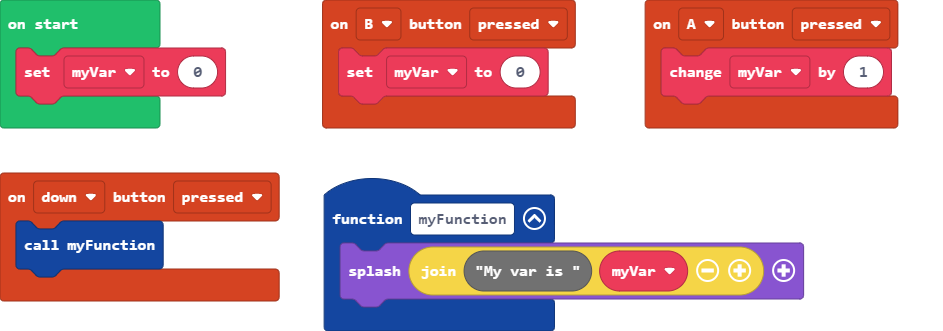 on start
set myVar to 0
on B button pressed
set myVar to 0
on A button pressed
change myVar by 1
on down button pressed
call myFunction
function myFunction
splash join "My var is " myVar